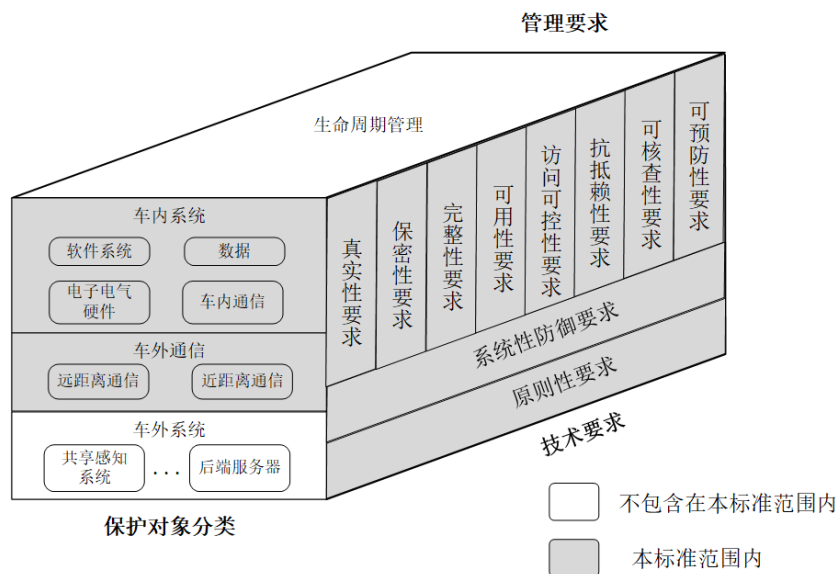 管理要求
生命周期管理
车内系统
软件系统
数据
电子电气
硬件
车内通信
车外通信
远距离通信
近距离通信
车外系统
共享感知
系统
...
后端服务器
保护对象分类
真实性要求
保密性要求
完整性要求
可用性要求
访问可控性要求
抗抵赖性要求
可核查性要求
可预防性要求
系统性防御要求
原则性要求
技术要求
不包含在本标准范围内
本标准范围内